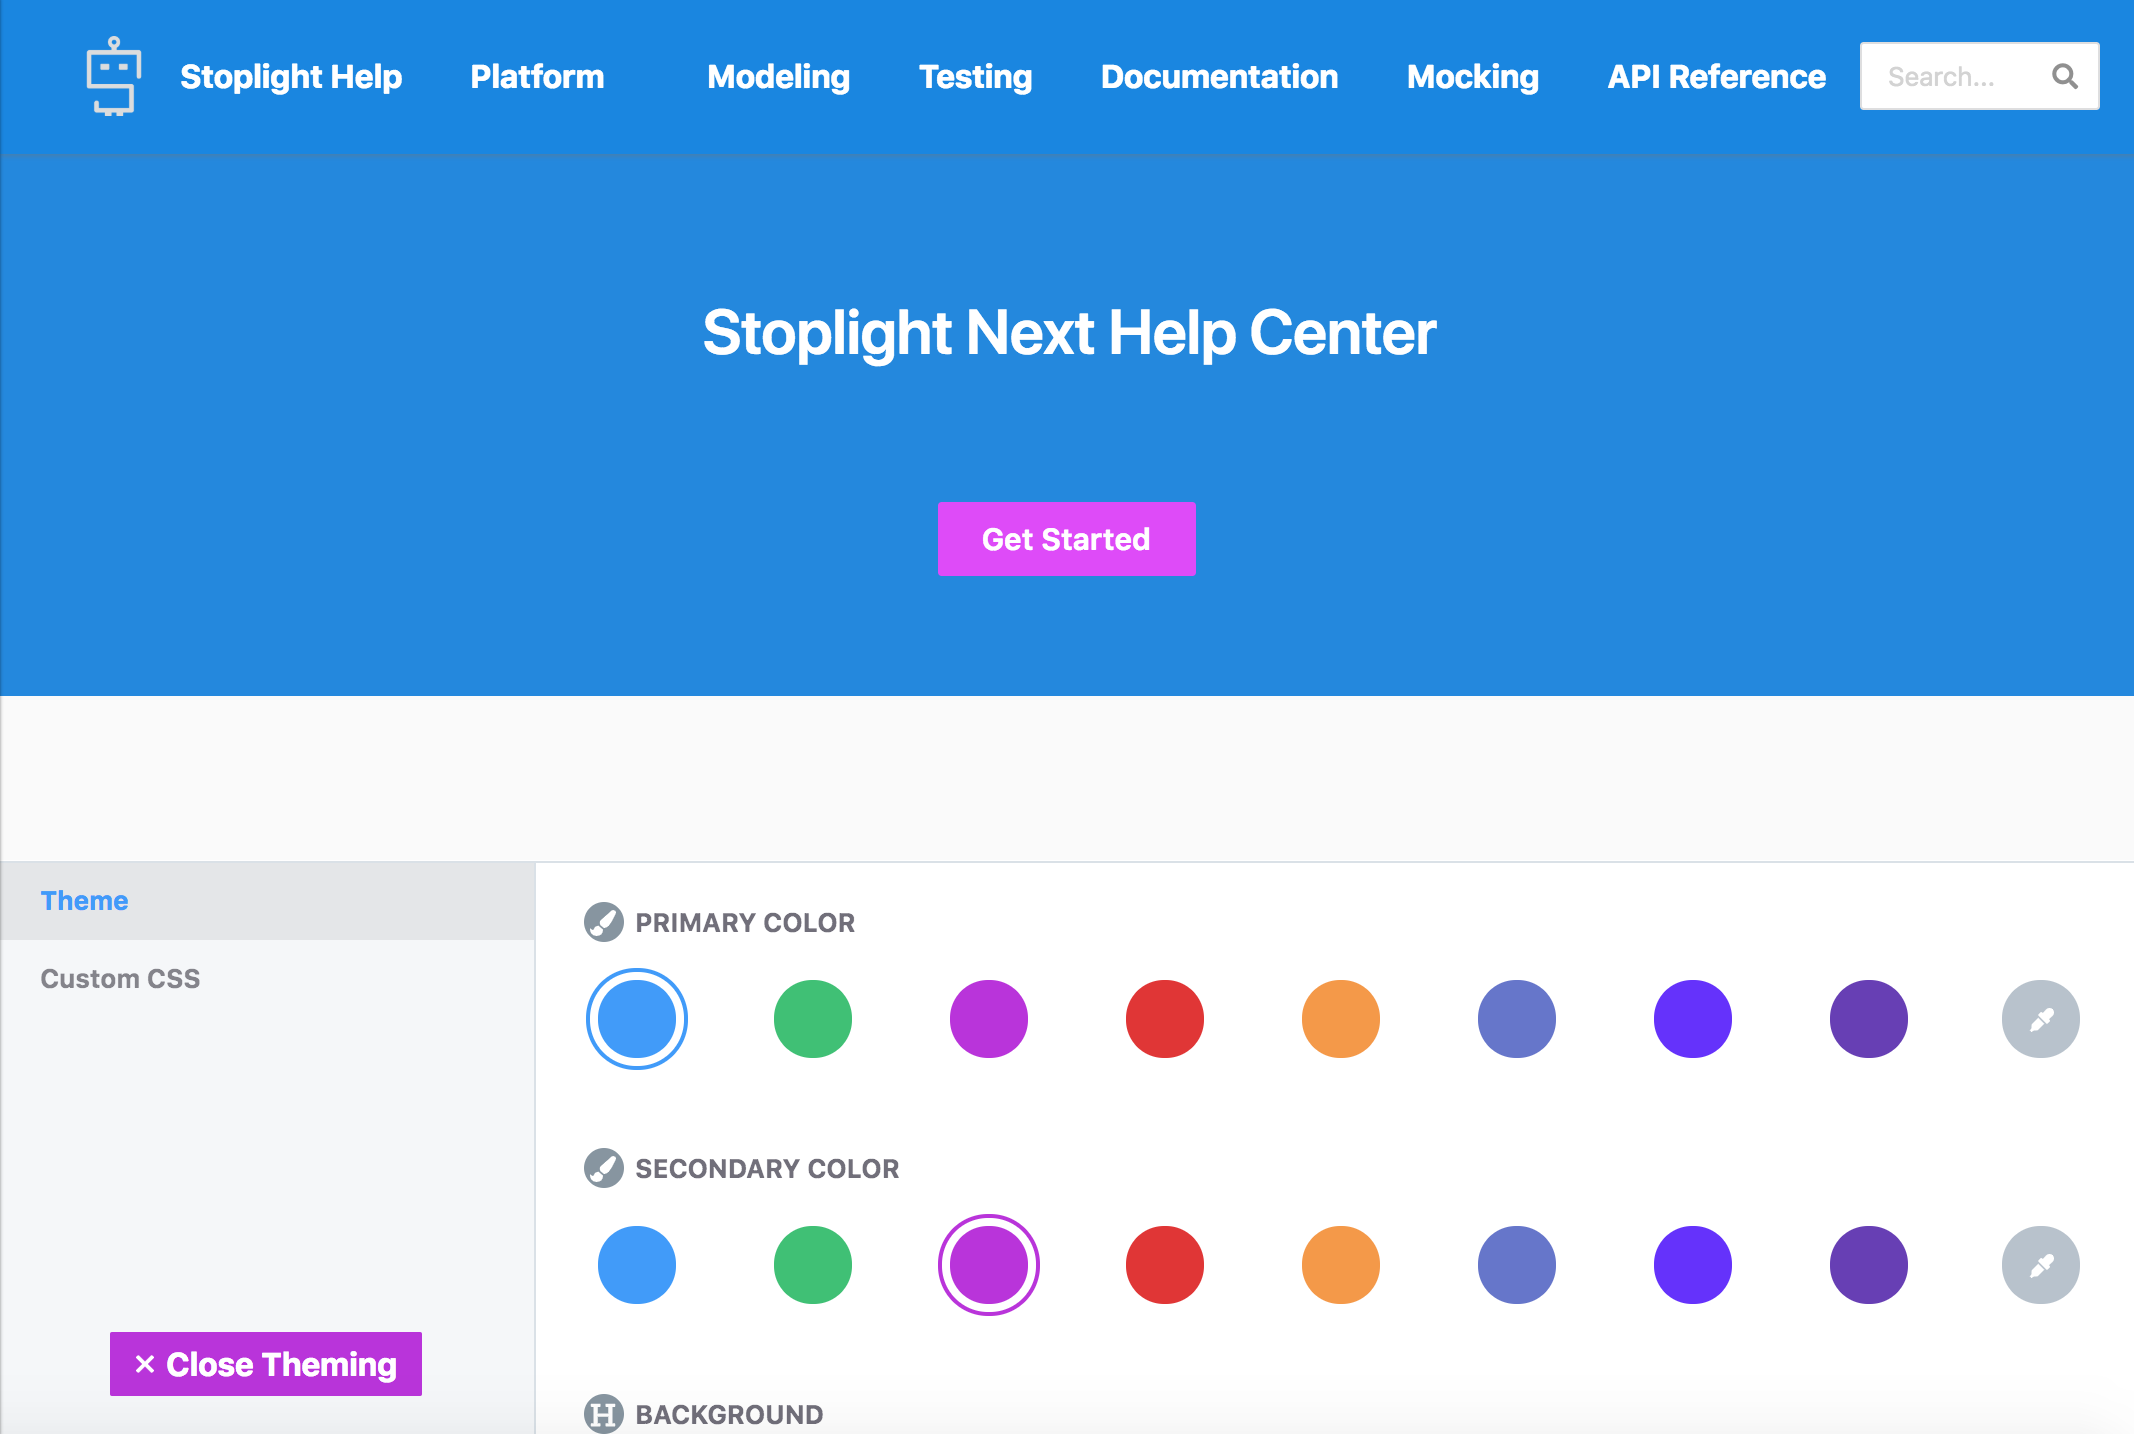 Stoplight Help Platform Modeling Testing Documentation Mocking API Reference Search...
Stoplight Next Help Center
Get Started
Theme
Custom CSS
× Close Theming
PRIMARY COLOR
SECONDARY COLOR
BACKGROUND